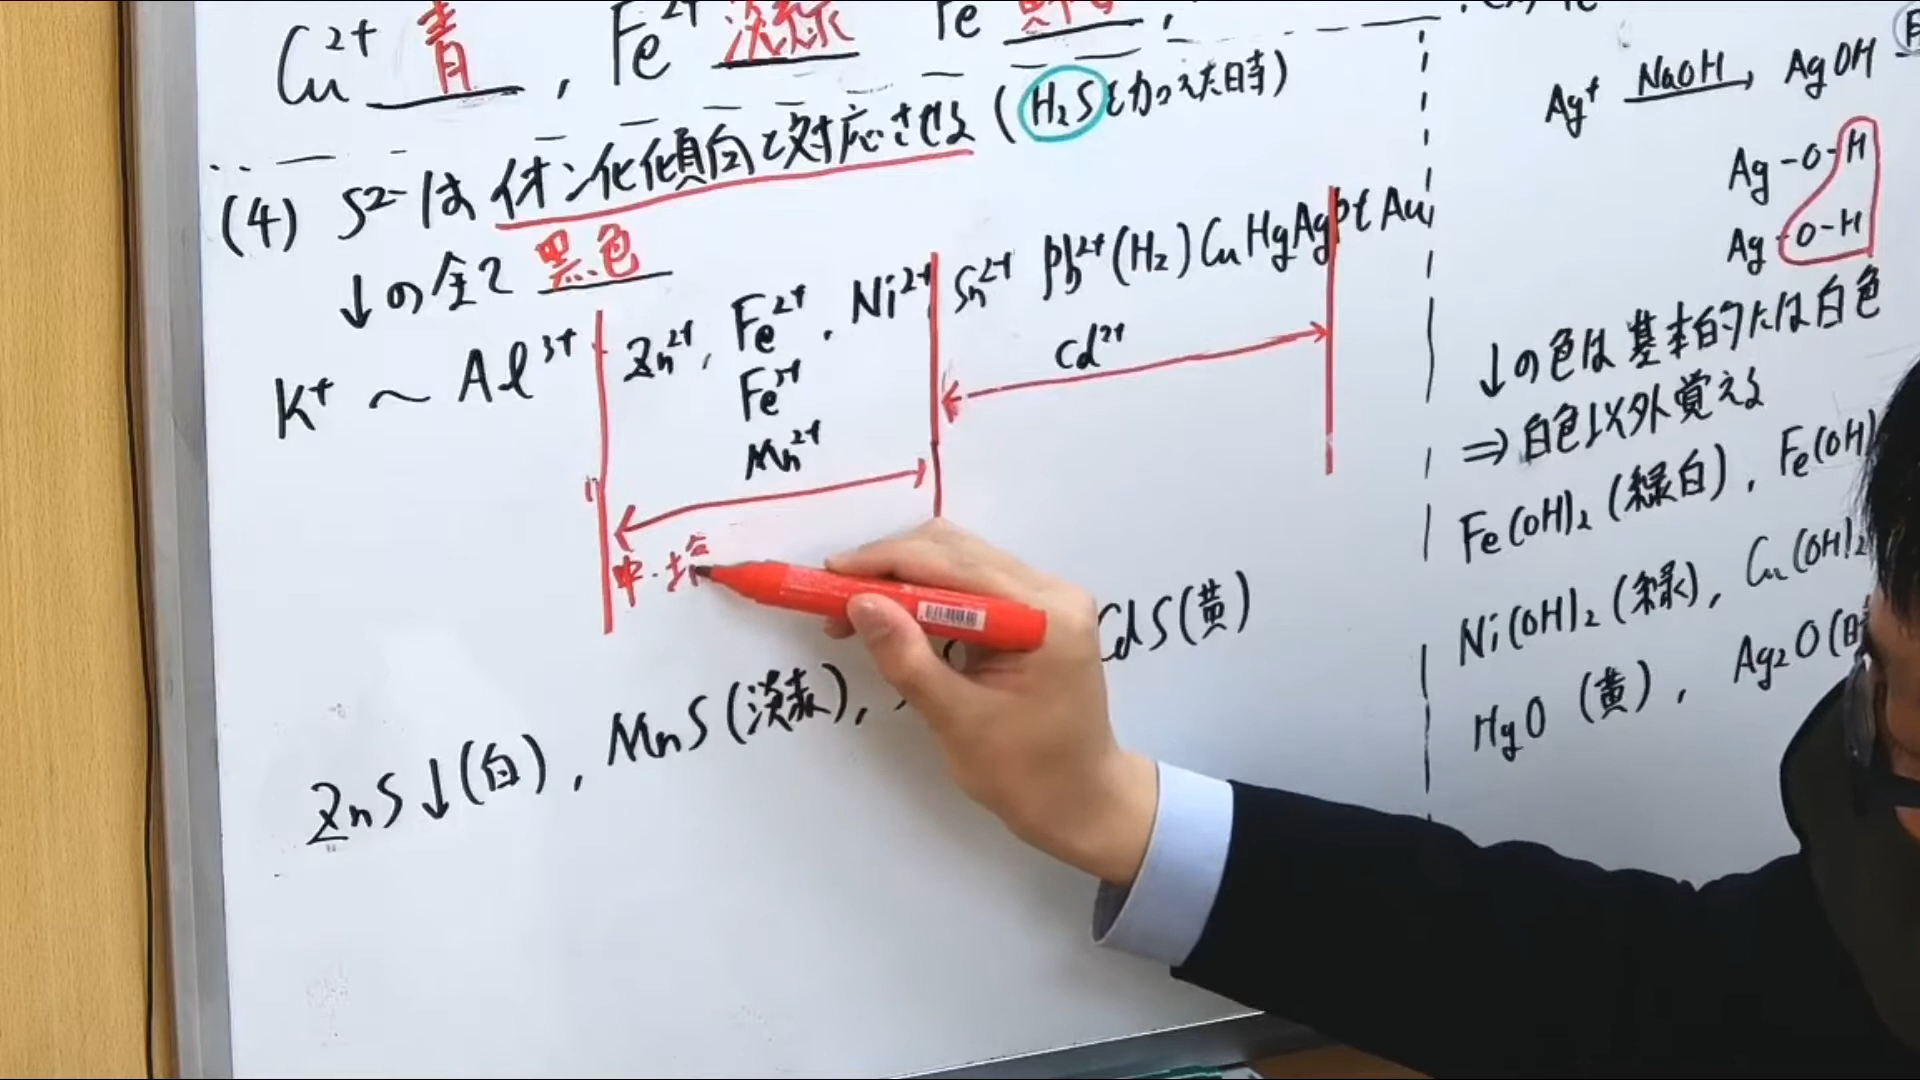 Cu²⁺ 青, Fe²⁺ 淡緑 Fe
(4) S²⁻は イオン化傾向と対応させる (H₂Sを加えた時)
↓の全て 黒色
K⁺ ~ Al³⁺ Zn²⁺, Fe²⁺, Ni²⁺ Sn²⁺ Pb²⁺ (H₂) Cu Hg Ag Pt Au
Fe³⁺ Cd²⁺
Mn²⁺
中・塩
ZnS↓(白), MnS(淡赤), CdS(黄)
Ag⁺ NaOH → AgOH
Ag-O-H
Ag-O-H
↓の色は基本的には白色
⇒白色以外覚える
Fe(OH)₂ (緑白), Fe(OH)
Ni(OH)₂ (緑), Cu(OH)₂
HgO (黄), Ag₂O(暗